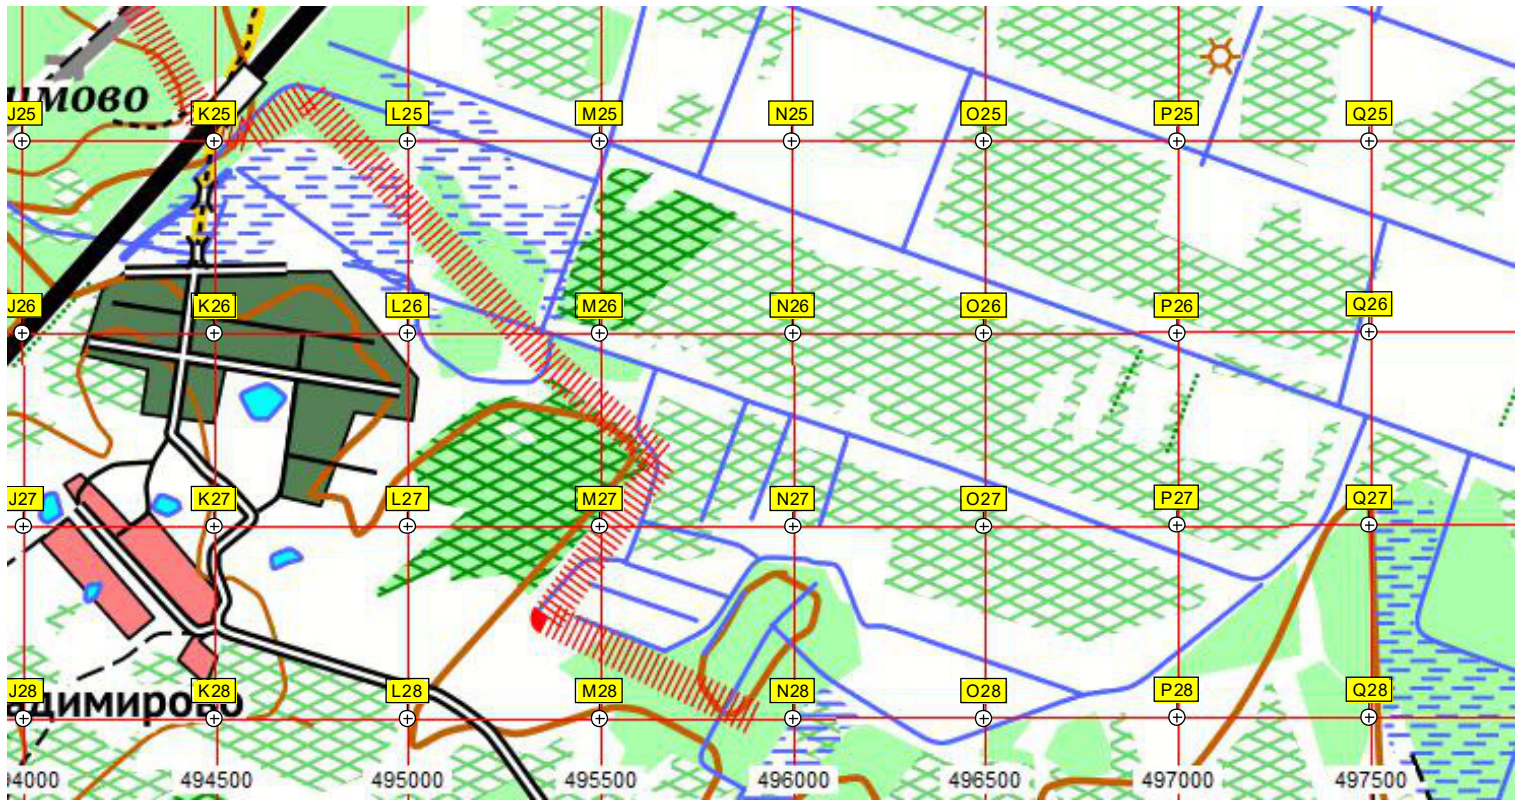 имово
J25 K25 L25 M25 N25 O25 P25 Q25
J26 K26 L26 M26 N26 O26 P26 Q26
J27 K27 L27 M27 N27 O27 P27 Q27
J28 K28 L28 M28 N28 O28 P28 Q28
адимирово
94000 494500 495000 495500 496000 496500 497000 497500